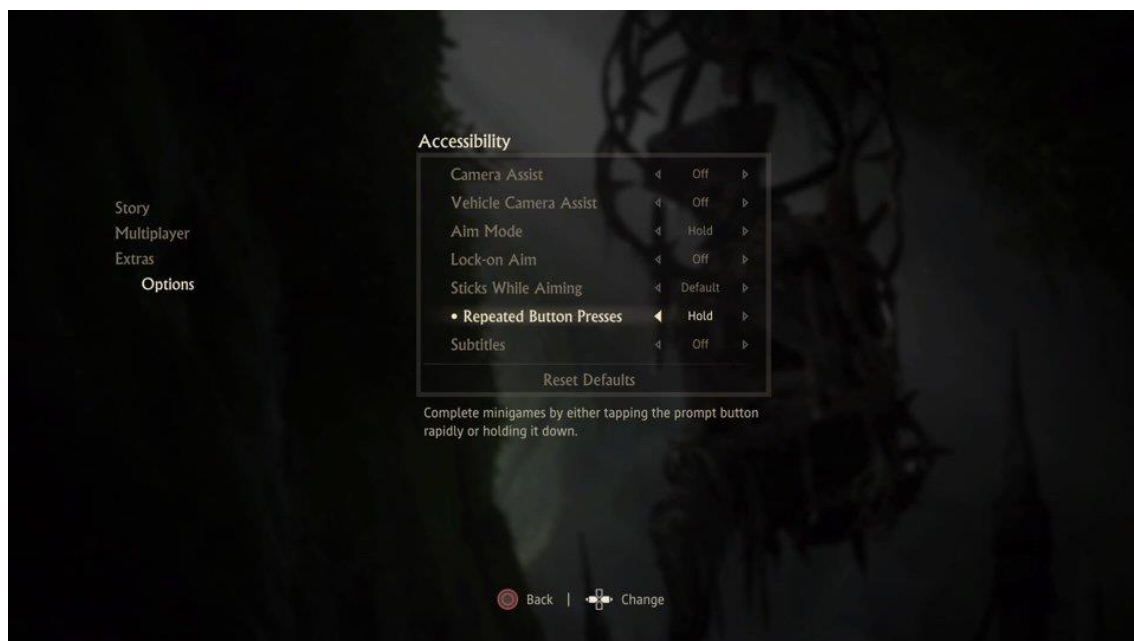 Accessibility
Camera Assist Off
Vehicle Camera Assist Off
Aim Mode Hold
Lock-on Aim Off
Sticks While Aiming Default
• Repeated Button Presses Hold
Subtitles Off
Reset Defaults
Complete minigames by either tapping the prompt button
rapidly or holding it down.
Story
Multiplayer
Extras
Options
Back | Change